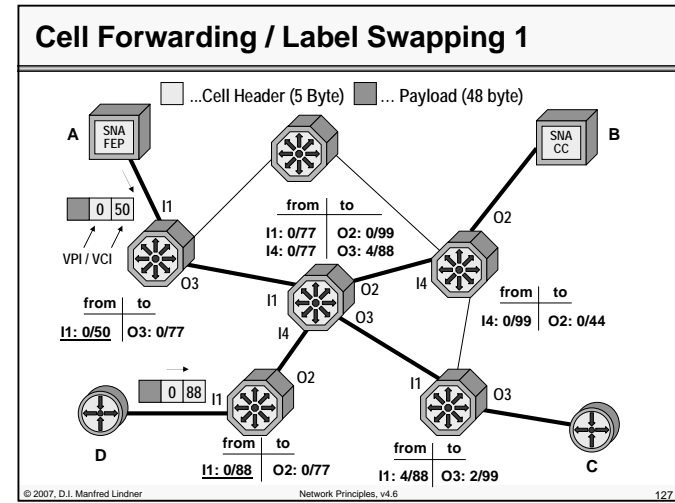 Cell Forwarding / Label Swapping 1
...Cell Header (5 Byte) ... Payload (48 byte)
A
SNA
FEP
SNA
CC
B
0 50
I1
VPI / VCI
O3
from to
I1: 0/77 O2: 0/99
I4: 0/77 O3: 4/88
O2
I4
from to
I1: 0/50 O3: 0/77
I1
O2
O3
I4
from to
I4: 0/99 O2: 0/44
0 88
I1
O2
I1
O3
D
from to
I1: 0/88 O2: 0/77
from to
I1: 4/88 O3: 2/99
C
© 2007, D.I. Manfred Lindner
Network Principles, v4.6
127